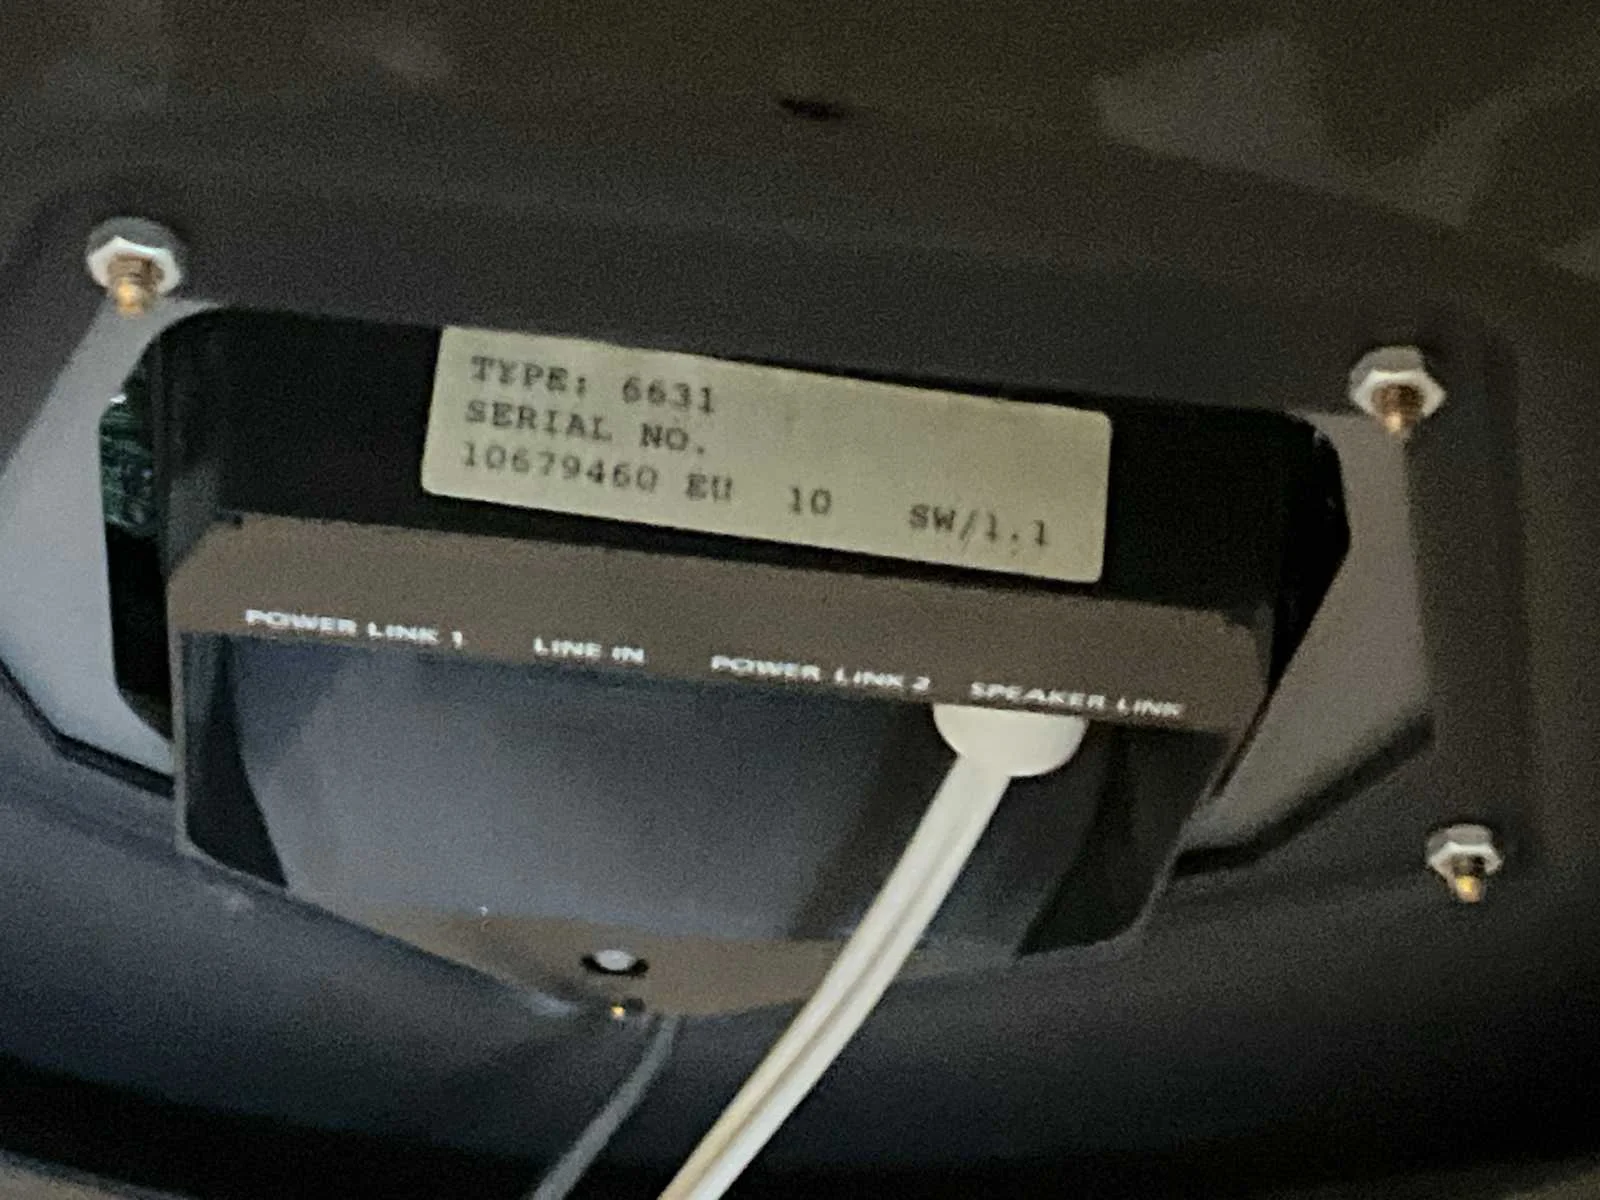 TYPE: 6631
SERIAL NO.
10679460 EU 10 SW/1.1
POWER LINK 1 LINE IN POWER LINK 2 SPEAKER LINK